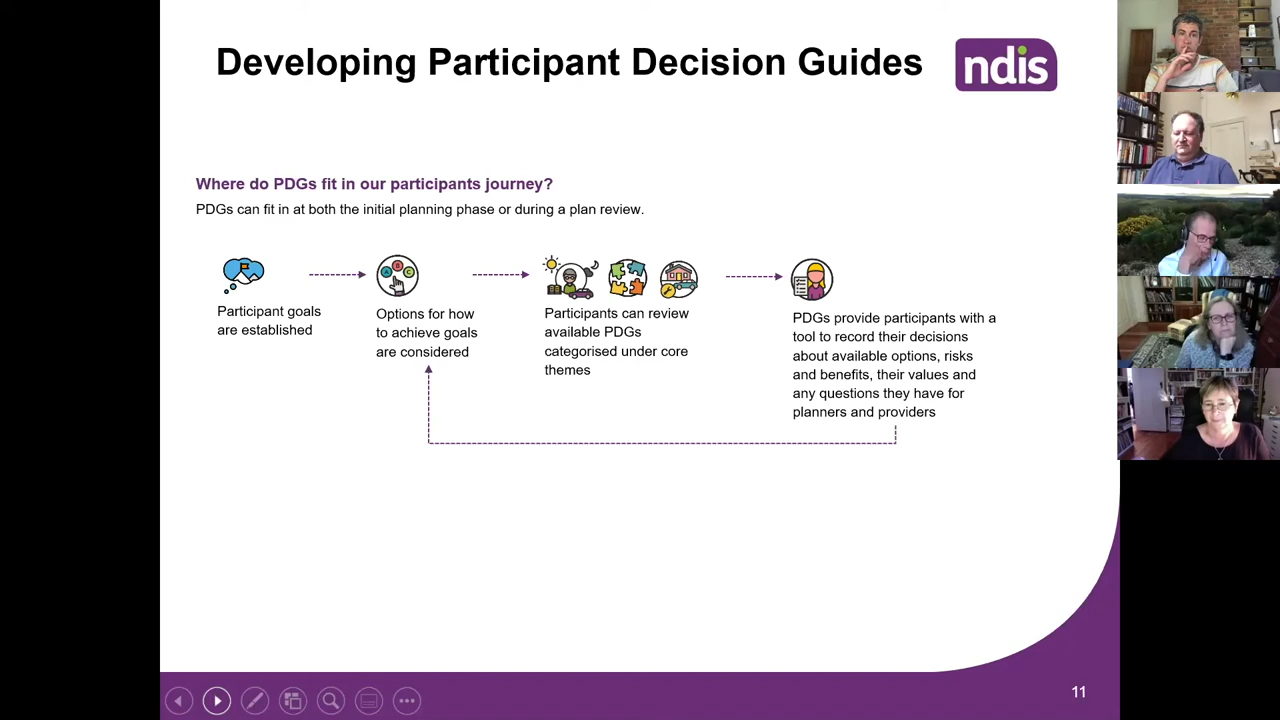 Developing Participant Decision Guides
ndis
Where do PDGs fit in our participants journey?
PDGs can fit in at both the initial planning phase or during a plan review.
Participant goals
are established
A B C
Options for how
to achieve goals
are considered
Participants can review
available PDGs
categorised under core
themes
PDGs provide participants with a
tool to record their decisions
about available options, risks
and benefits, their values and
any questions they have for
planners and providers
11